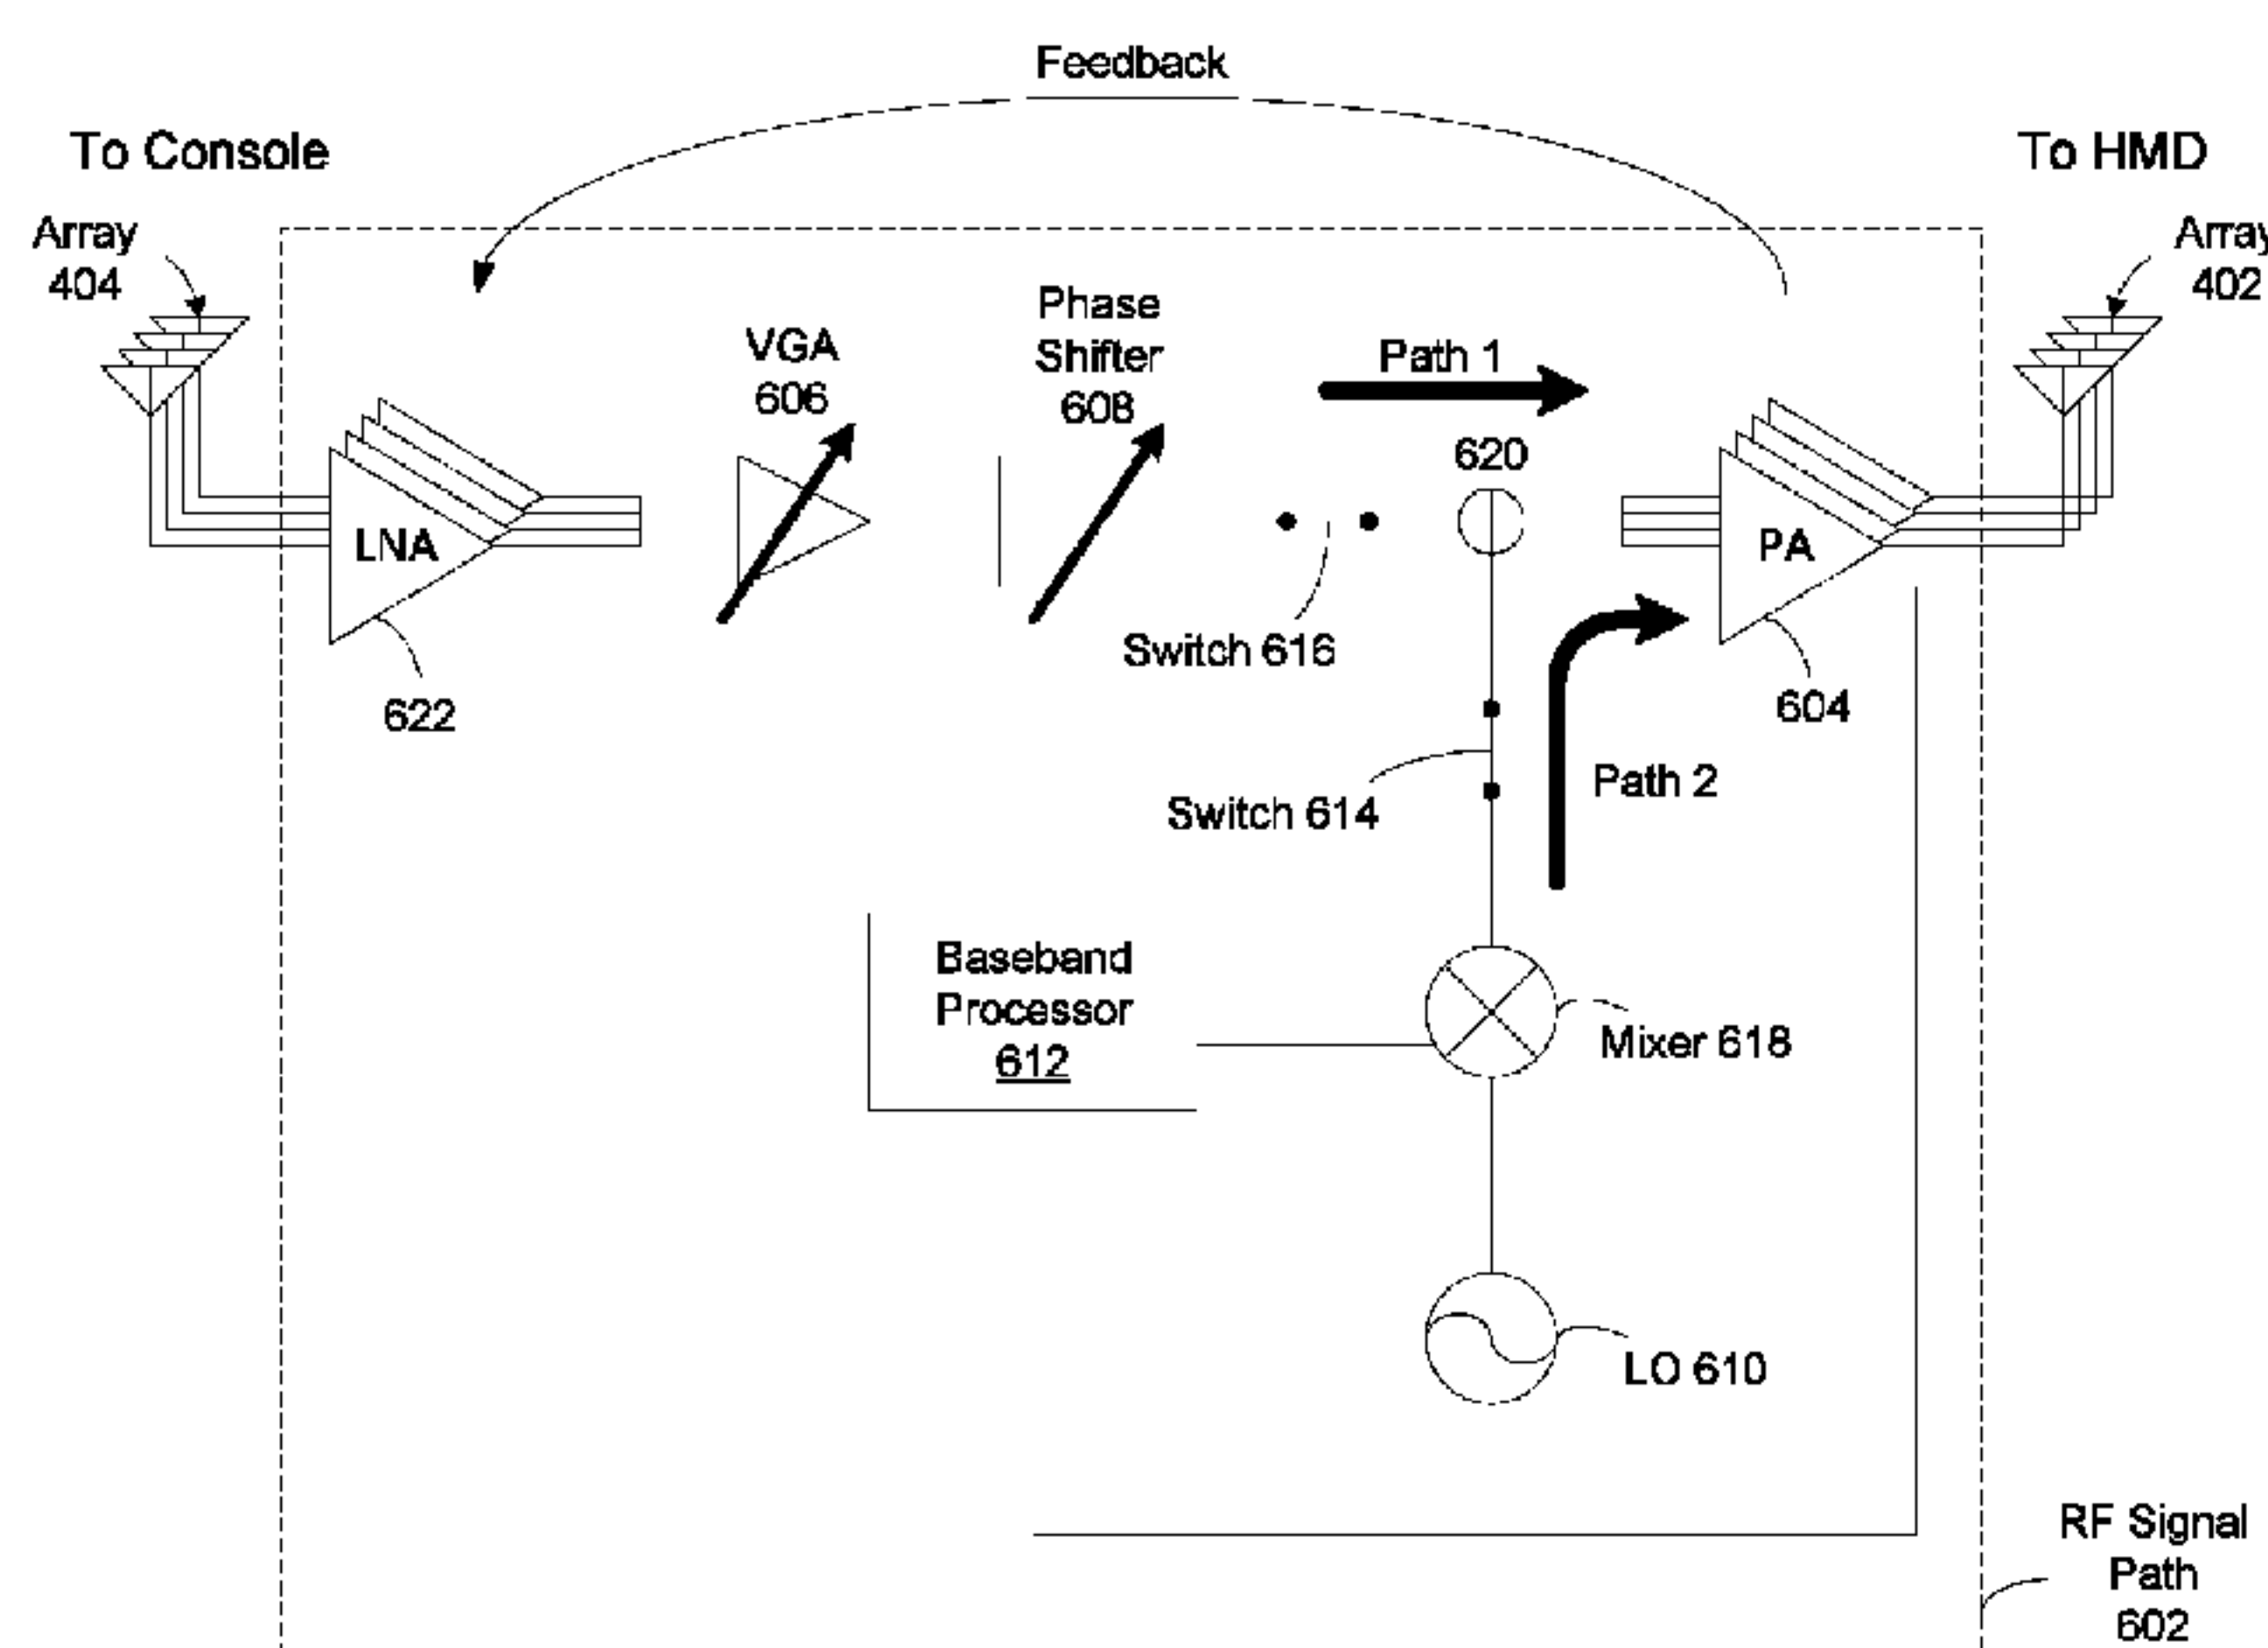 Feedback
To Console
To HMD
Array
404
Array
402
VGA
606
Phase
Shifter
608
Path 1
620
LNA
PA
Switch 616
622
604
Switch 614
Path 2
Baseband
Processor
612
Mixer 618
LO 610
RF Signal
Path
602